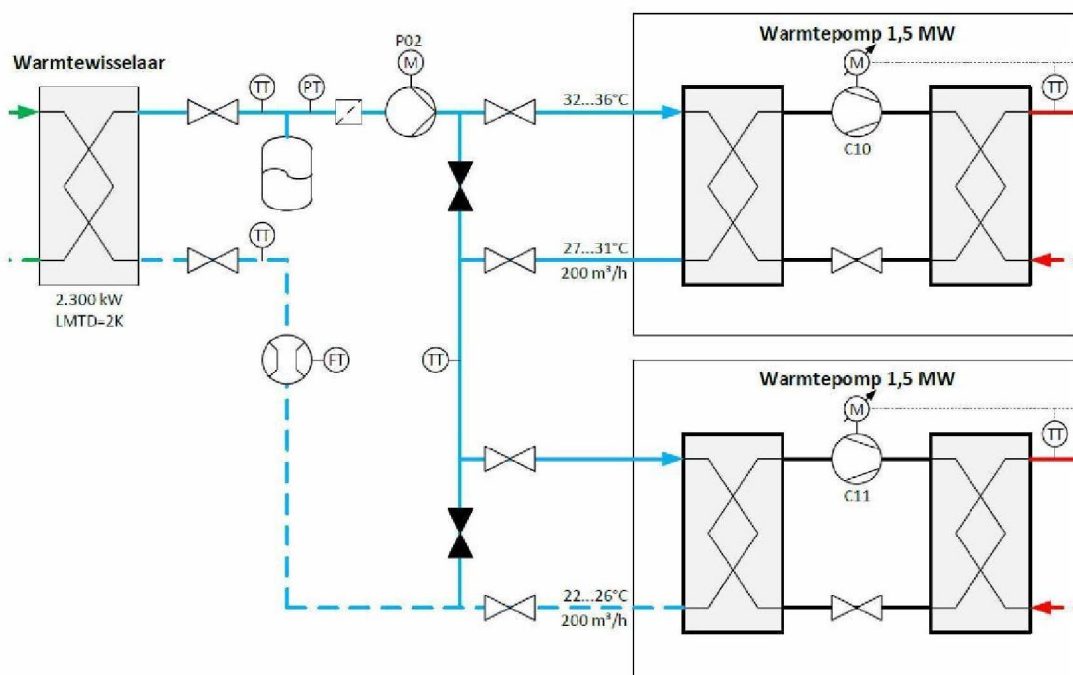 Warmtewisselaar
TT
PT
P02
M
32...36°C
Warmtepomp 1,5 MW
M
TT
C10
TT
27...31°C
200 m³/h
2.300 kW
LMTD=2K
FT
TT
Warmtepomp 1,5 MW
M
TT
C11
22...26°C
200 m³/h